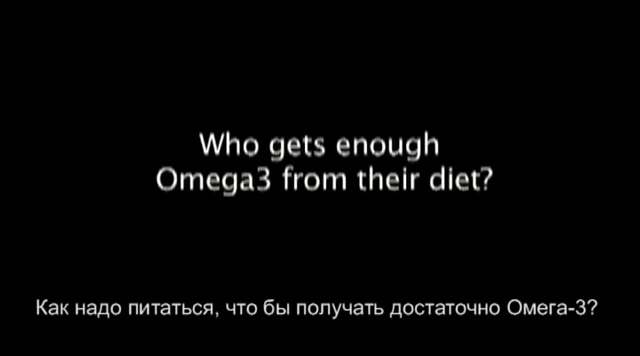 Who gets enough
Omega3 from their diet?
Как надо питаться, что бы получать достаточно Омега-3?